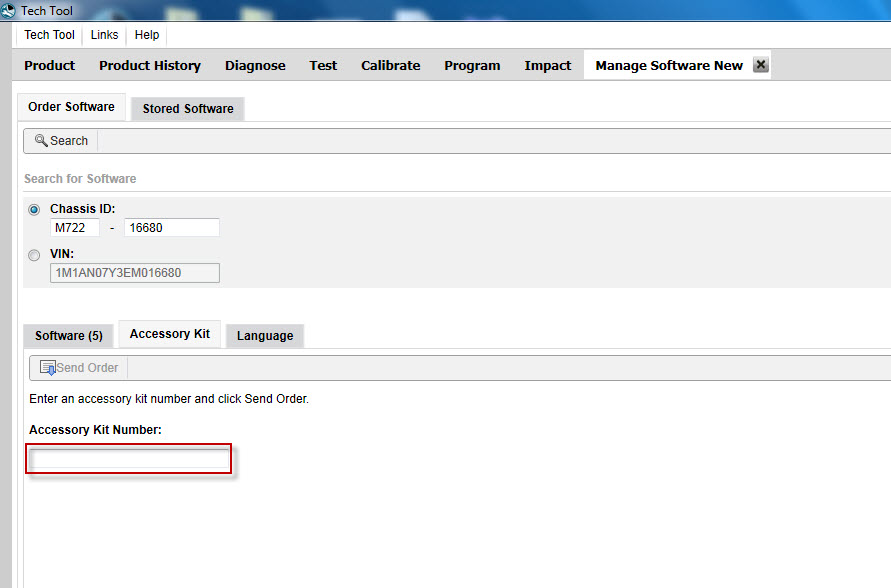 Tech Tool
Tech Tool Links Help
Product Product History Diagnose Test Calibrate Program Impact Manage Software New
Order Software Stored Software
Search
Search for Software
Chassis ID:
M722 - 16680
VIN:
1M1AN07Y3EM016680
Software (5) Accessory Kit Language
Send Order
Enter an accessory kit number and click Send Order.
Accessory Kit Number: